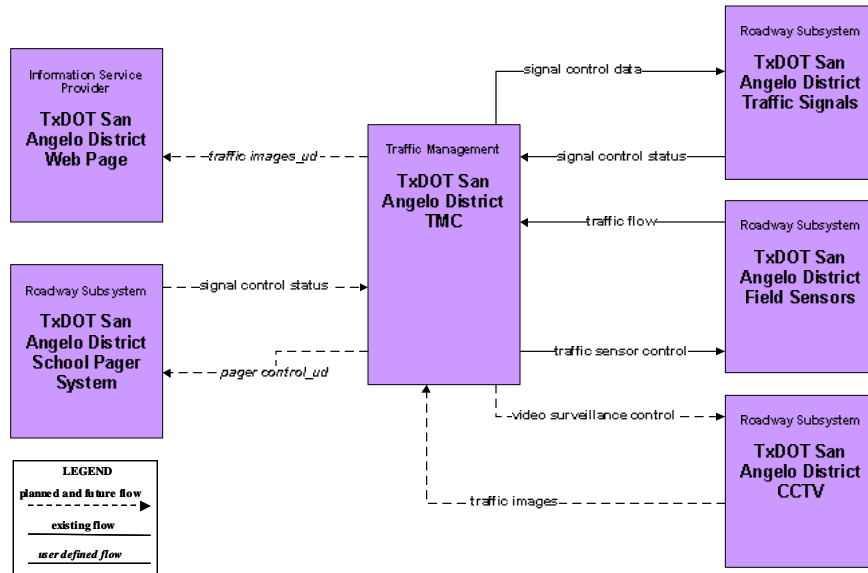 Information Service
Provider
TxDOT San
Angelo District
Web Page
traffic images_ud
Roadway Subsystem
TxDOT San
Angelo District
School Pager
System
signal control status
pager control_ud
Traffic Management
TxDOT San
Angelo District
TMC
signal control data
signal control status
traffic flow
traffic sensor control
video surveillance control
traffic images
Roadway Subsystem
TxDOT San
Angelo District
Traffic Signals
Roadway Subsystem
TxDOT San
Angelo District
Field Sensors
Roadway Subsystem
TxDOT San
Angelo District
CCTV
LEGEND
planned and future flow
existing flow
user defined flow